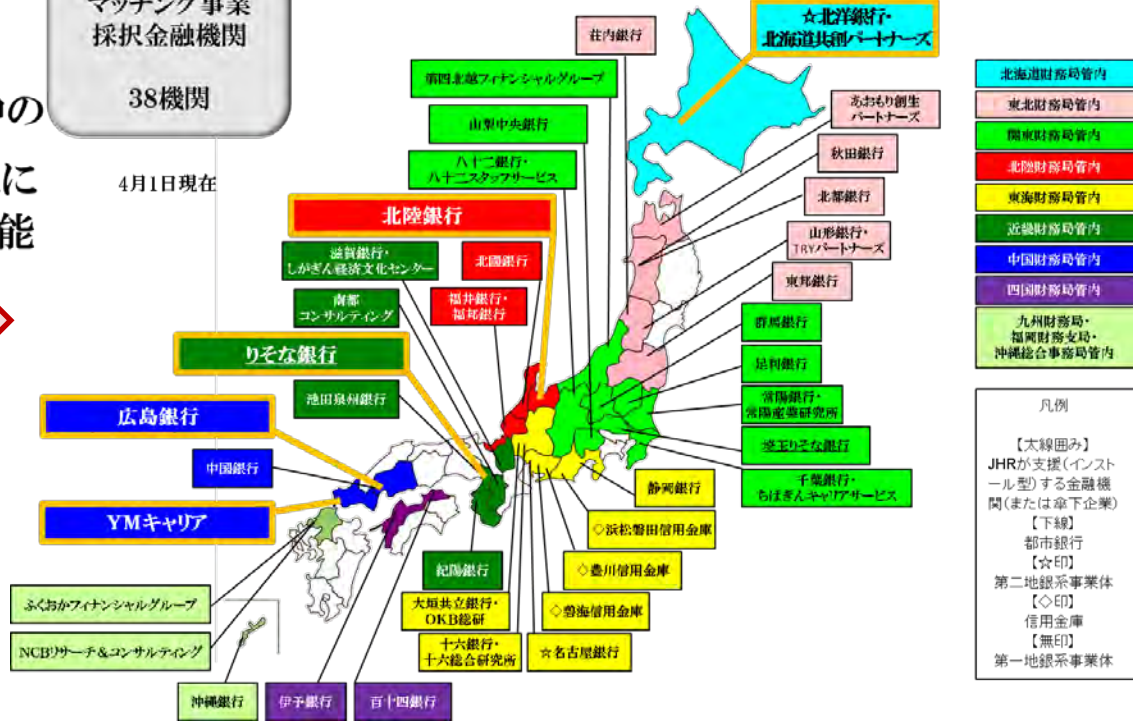 マッチング事業
採択金融機関
38機関
の
に
能
4月1日現在
☆北洋銀行・
北海道共創パートナーズ
荘内銀行
第四北越フィナンシャルグループ
山梨中央銀行
八十二銀行・
八十二スタッフサービス
あおもり創生
パートナーズ
秋田銀行
北都銀行
山形銀行・
TRYパートナーズ
東邦銀行
北陸銀行
滋賀銀行・
しがぎん経済文化センター
北國銀行
南都
コンサルティング
福井銀行・
福邦銀行
りそな銀行
池田泉州銀行
広島銀行
中国銀行
YMキャリア
群馬銀行
足利銀行
常陽銀行・
常陽産業研究所
埼玉りそな銀行
千葉銀行・
ちばぎんキャリアサービス
静岡銀行
◇浜松磐田信用金庫
◇豊川信用金庫
◇碧海信用金庫
☆名古屋銀行
紀陽銀行
大垣共立銀行・
OKB総研
十六銀行・
十六総合研究所
ふくおかフィナンシャルグループ
NCBリサーチ&コンサルティング
沖縄銀行
伊予銀行
百十四銀行
北海道財務局管内
東北財務局管内
関東財務局管内
北陸財務局管内
東海財務局管内
近畿財務局管内
中国財務局管内
四国財務局管内
九州財務局・
福岡財務支局・
沖縄総合事務局管内
凡例
【太線囲み】
JHRが支援(インスト
ール型)する金融機
関(または傘下企業)
【下線】
都市銀行
【☆印】
第二地銀系事業体
【◇印】
信用金庫
【無印】
第一地銀系事業体